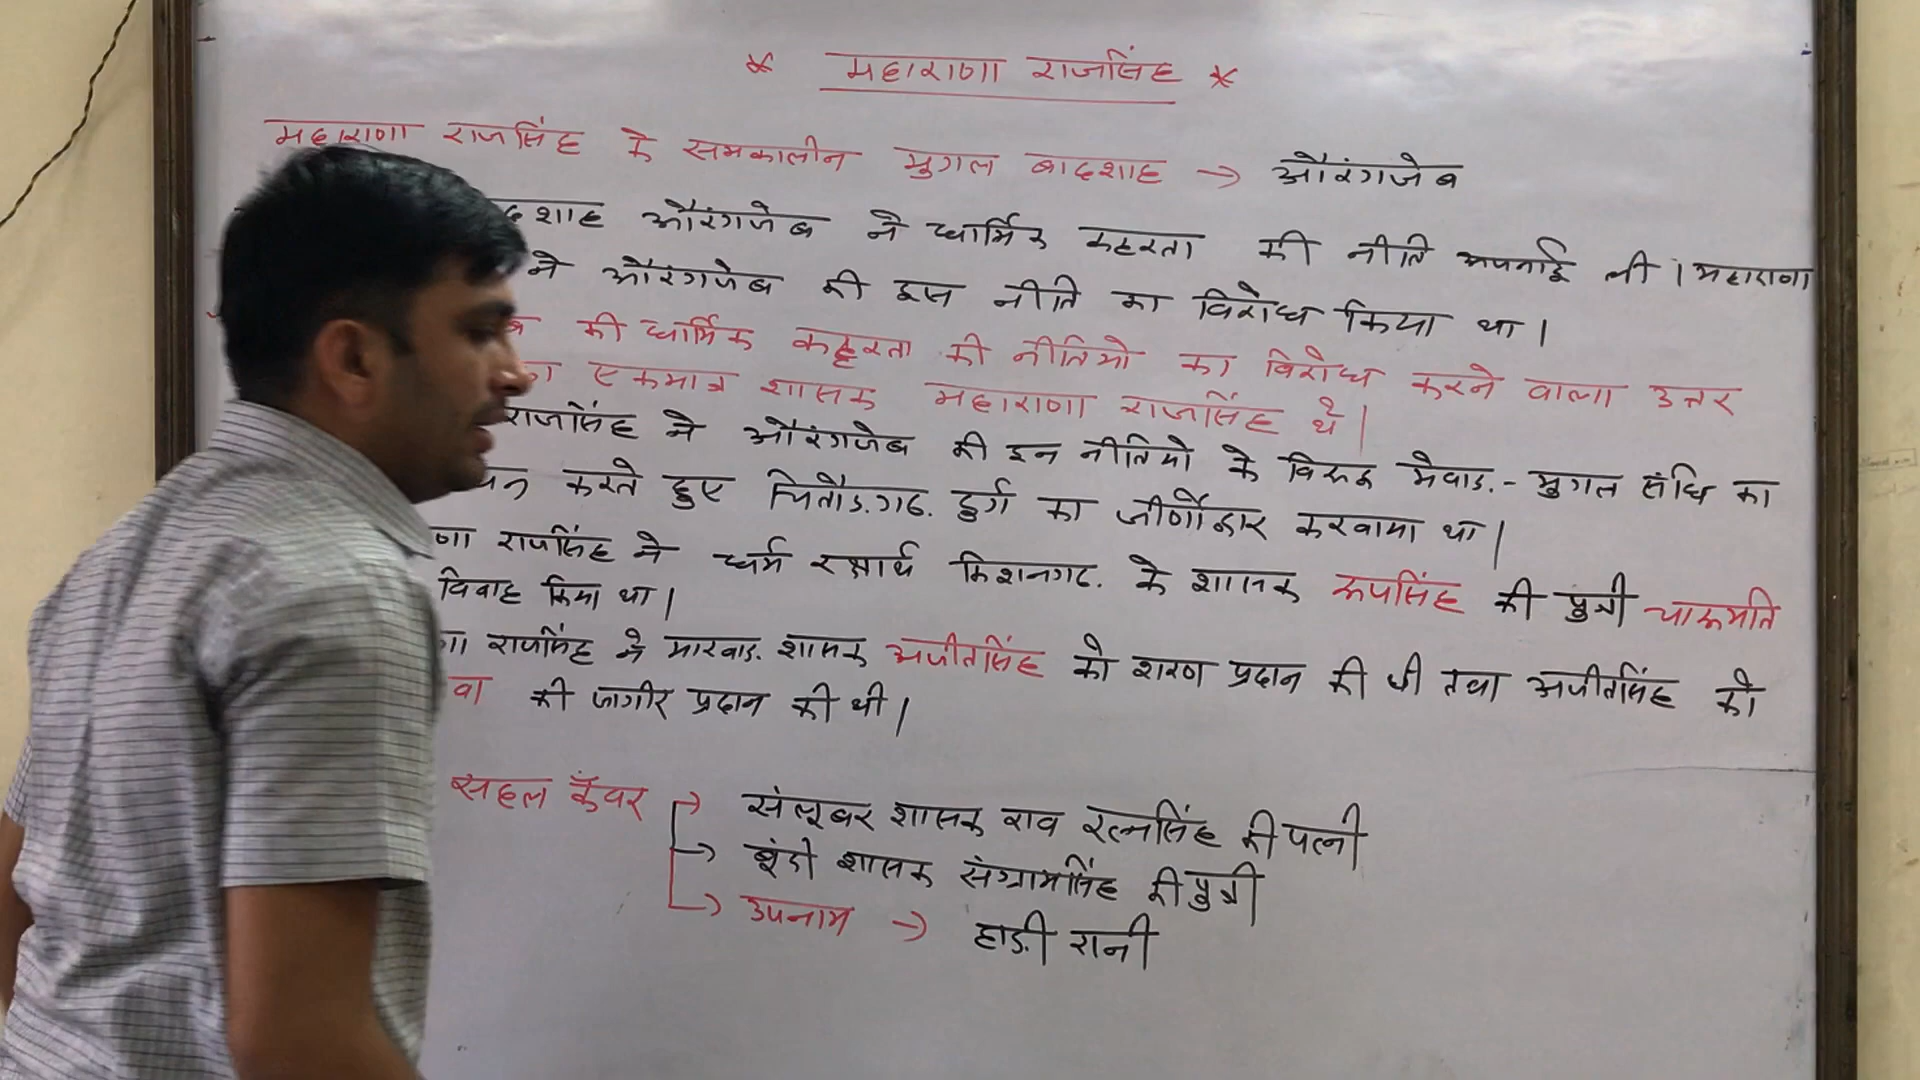 * महाराणा राजसिंह *
महाराणा राजसिंह के समकालीन मुगल बादशाह → औरंगजेब
दशाह औरंगजेब ने धार्मिक कट्टरता की नीति अपनाई ली। महाराणा
ने औरंगजेब की इस नीति का विरोध किया था।
ब की धार्मिक कट्टरता की नीतियो का विरोध करने वाला उत्तर
का एकमात्र शासक महाराणा राजसिंह थे।
राजसिंह ने औरंगजेब की इन नीतियो के विरूद्ध मेवाड़-मुगल संधि का
घन करते हुए चितौड़गढ़ दुर्ग का जीर्णोद्धार करवाया था।
णा राजसिंह ने धर्म रक्षार्थ किशनगढ़ के शासक रूपसिंह की पुत्री चारूमति
विवाह किया था।
णा राजसिंह ने मारवाड़ शासक अजीतसिंह को शरण प्रदान की थी तथा अजीतसिंह को
वा की जागीर प्रदान की थी।
सहल कँवर → संलूबर शासक राव रत्नसिंह की पत्नी
→ बूंदी शासक संग्रामसिंह की पुत्री
→ उपनाम → हाड़ी रानी